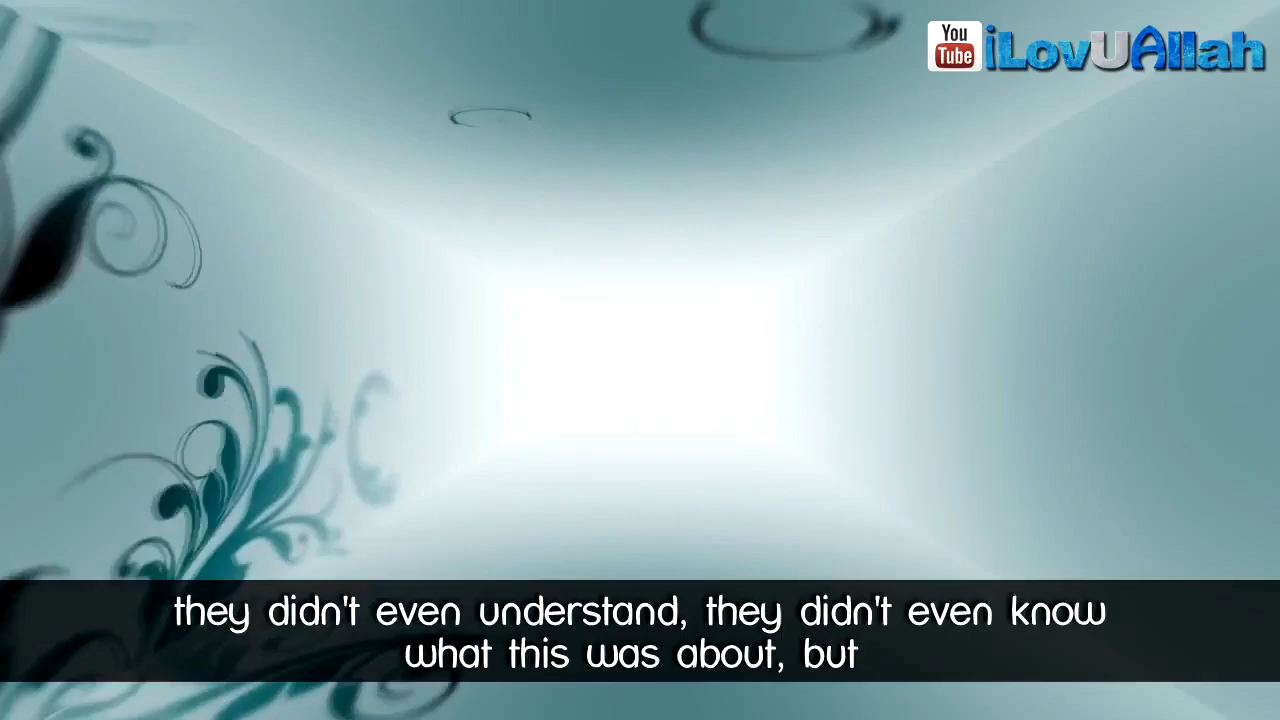 You
Tube
iLovUAllah
they didn't even understand, they didn't even know
what this was about, but